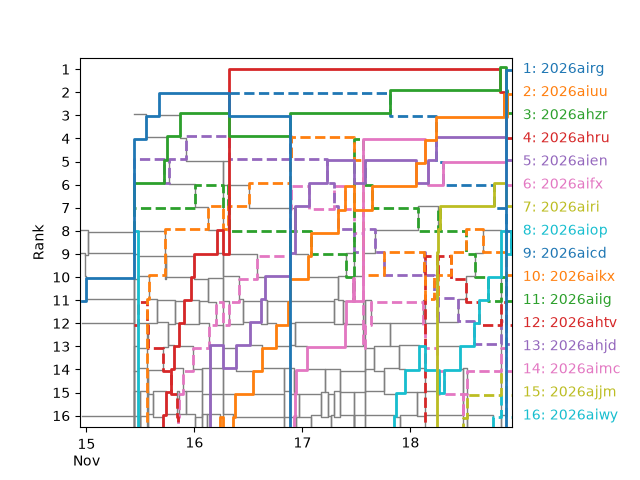 1
2
3
4
5
6
7
8
9
10
11
12
13
14
15
16
Rank
15
16
17
18
Nov
1: 2026airg
2: 2026aiuu
3: 2026ahzr
4: 2026ahru
5: 2026aien
6: 2026aifx
7: 2026airi
8: 2026aiop
9: 2026aicd
10: 2026aikx
11: 2026aiig
12: 2026ahtv
13: 2026ahjd
14: 2026aimc
15: 2026ajjm
16: 2026aiwy